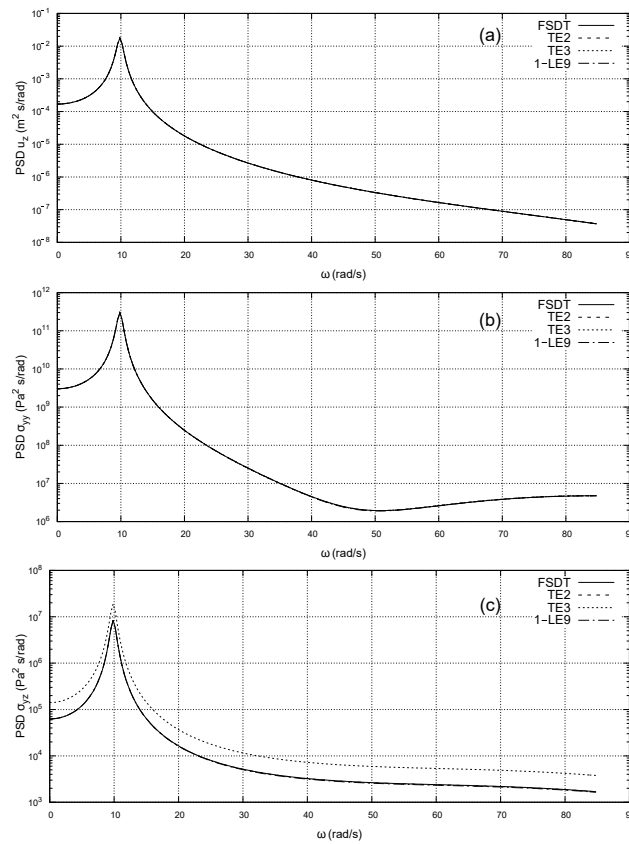 10⁻¹
10⁻²
10⁻³
10⁻⁴
10⁻⁵
10⁻⁶
10⁻⁷
10⁻⁸
PSD u_z (m² s/rad)
(a)
FSDT
TE2
TE3
1−LE9
0 10 20 30 40 50 60 70 80 90
ω (rad/s)
10¹²
10¹¹
10¹⁰
10⁹
10⁸
10⁷
10⁶
PSD σ_yy (Pa² s/rad)
(b)
FSDT
TE2
TE3
1−LE9
0 10 20 30 40 50 60 70 80 90
ω (rad/s)
10⁸
10⁷
10⁶
10⁵
10⁴
10³
PSD σ_yz (Pa² s/rad)
(c)
FSDT
TE2
TE3
1−LE9
0 10 20 30 40 50 60 70 80 9
ω (rad/s)